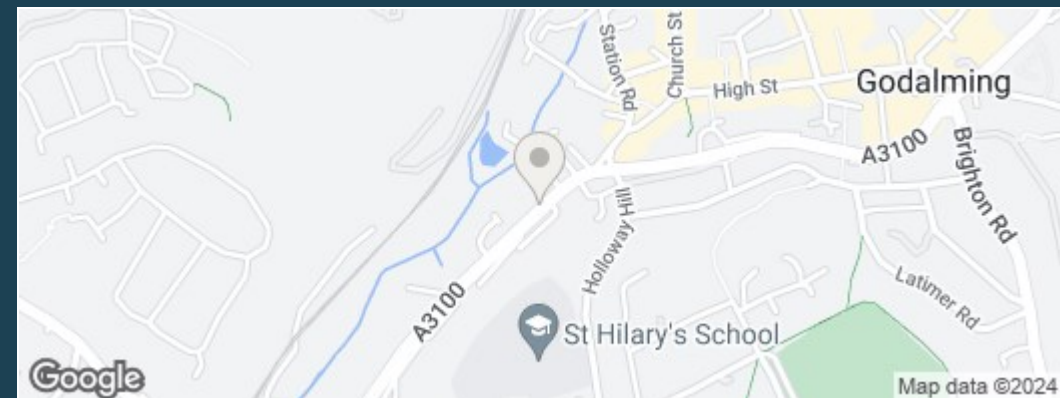 Station Rd
Church St
High St
Godalming
A3100
Brighton Rd
Holloway Hill
Latimer Rd
A3100
St Hilary's School
Google
Map data ©2024